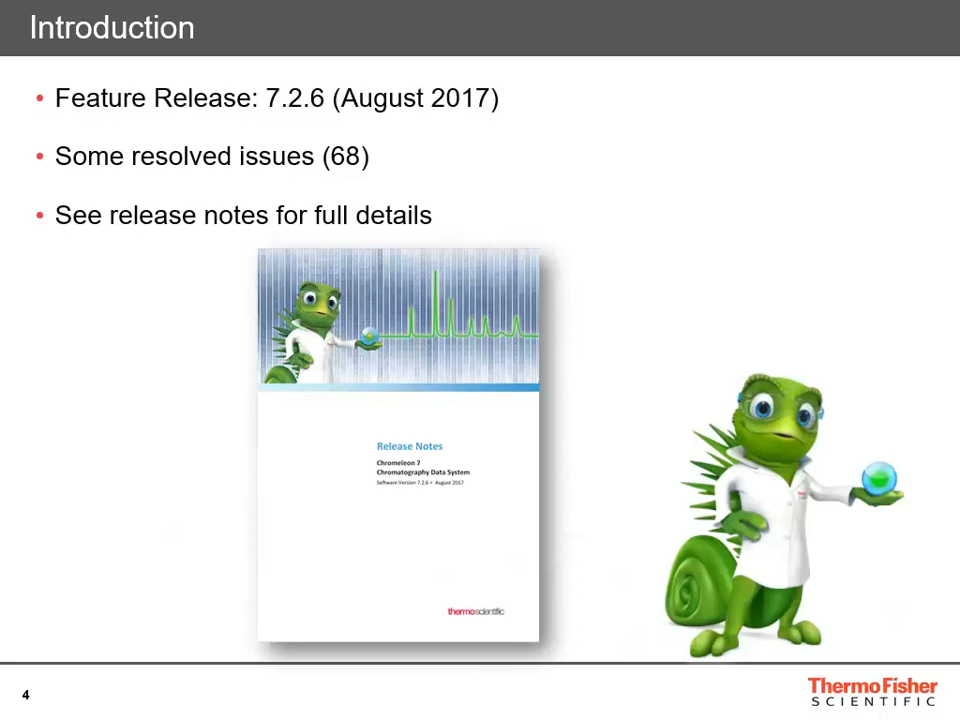 Introduction
• Feature Release: 7.2.6 (August 2017)
• Some resolved issues (68)
• See release notes for full details
Release Notes
Chromeleon 7
Chromatography Data System
Software Version 7.2.6 • August 2017
thermoscientific
4
ThermoFisher
SCIENTIFIC